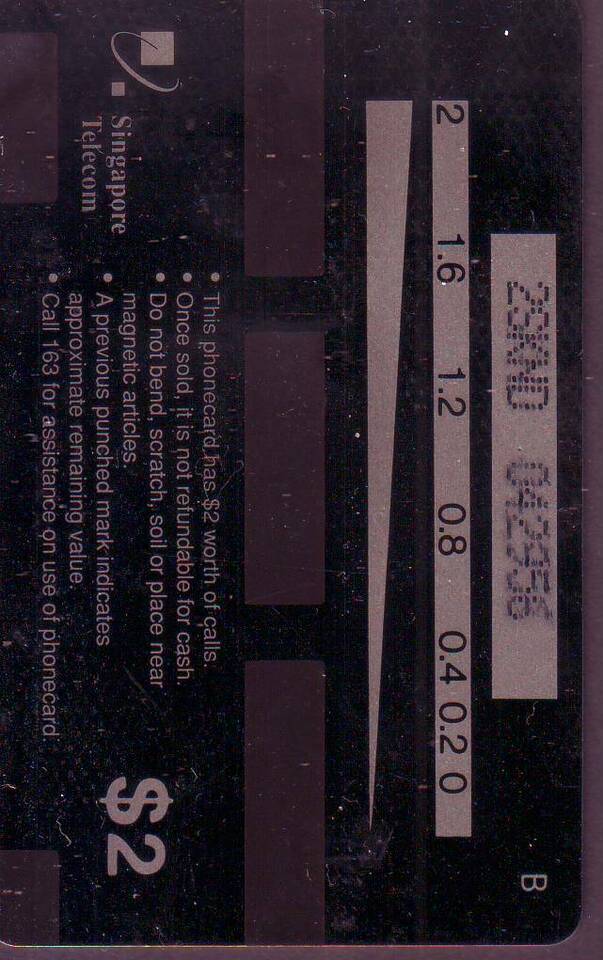 B
2 1.6 1.2 0.8 0.4 0.2 0
Singapore
Telecom
• This phonecard has $2 worth of calls.
• Once sold, it is not refundable for cash.
• Do not bend, scratch, soil or place near
magnetic articles.
• A previous punched mark indicates
approximate remaining value.
• Call 163 for assistance on use of phonecard
$2